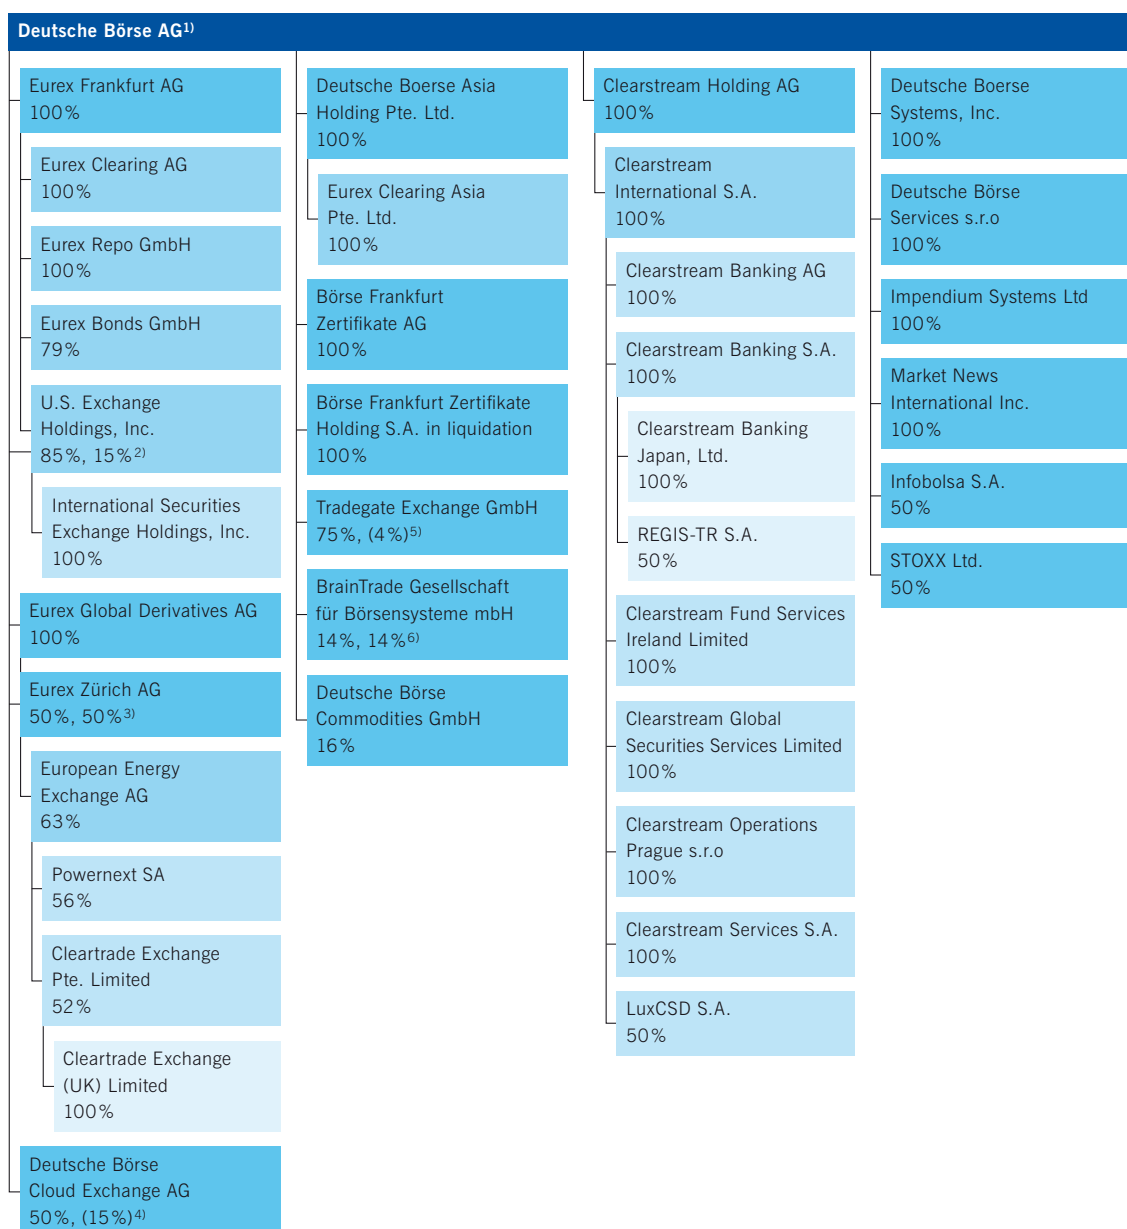 Deutsche Börse AG1)
Eurex Frankfurt AG
100%
Eurex Clearing AG
100%
Eurex Repo GmbH
100%
Eurex Bonds GmbH
79%
U.S. Exchange
Holdings, Inc.
85%, 15%2)
International Securities
Exchange Holdings, Inc.
100%
Eurex Global Derivatives AG
100%
Eurex Zürich AG
50%, 50%3)
European Energy
Exchange AG
63%
Powernext SA
56%
Cleartrade Exchange
Pte. Limited
52%
Cleartrade Exchange
(UK) Limited
100%
Deutsche Börse
Cloud Exchange AG
50%, (15%)4)
Deutsche Boerse Asia
Holding Pte. Ltd.
100%
Eurex Clearing Asia
Pte. Ltd.
100%
Börse Frankfurt
Zertifikate AG
100%
Börse Frankfurt Zertifikate
Holding S.A. in liquidation
100%
Tradegate Exchange GmbH
75%, (4%)5)
BrainTrade Gesellschaft
für Börsensysteme mbH
14%, 14%6)
Deutsche Börse
Commodities GmbH
16%
Clearstream Holding AG
100%
Clearstream
International S.A.
100%
Clearstream Banking AG
100%
Clearstream Banking S.A.
100%
Clearstream Banking
Japan, Ltd.
100%
REGIS-TR S.A.
50%
Clearstream Fund Services
Ireland Limited
100%
Clearstream Global
Securities Services Limited
100%
Clearstream Operations
Prague s.r.o
100%
Clearstream Services S.A.
100%
LuxCSD S.A.
50%
Deutsche Boerse
Systems, Inc.
100%
Deutsche Börse
Services s.r.o
100%
Impendium Systems Ltd
100%
Market News
International Inc.
100%
Infobolsa S.A.
50%
STOXX Ltd.
50%